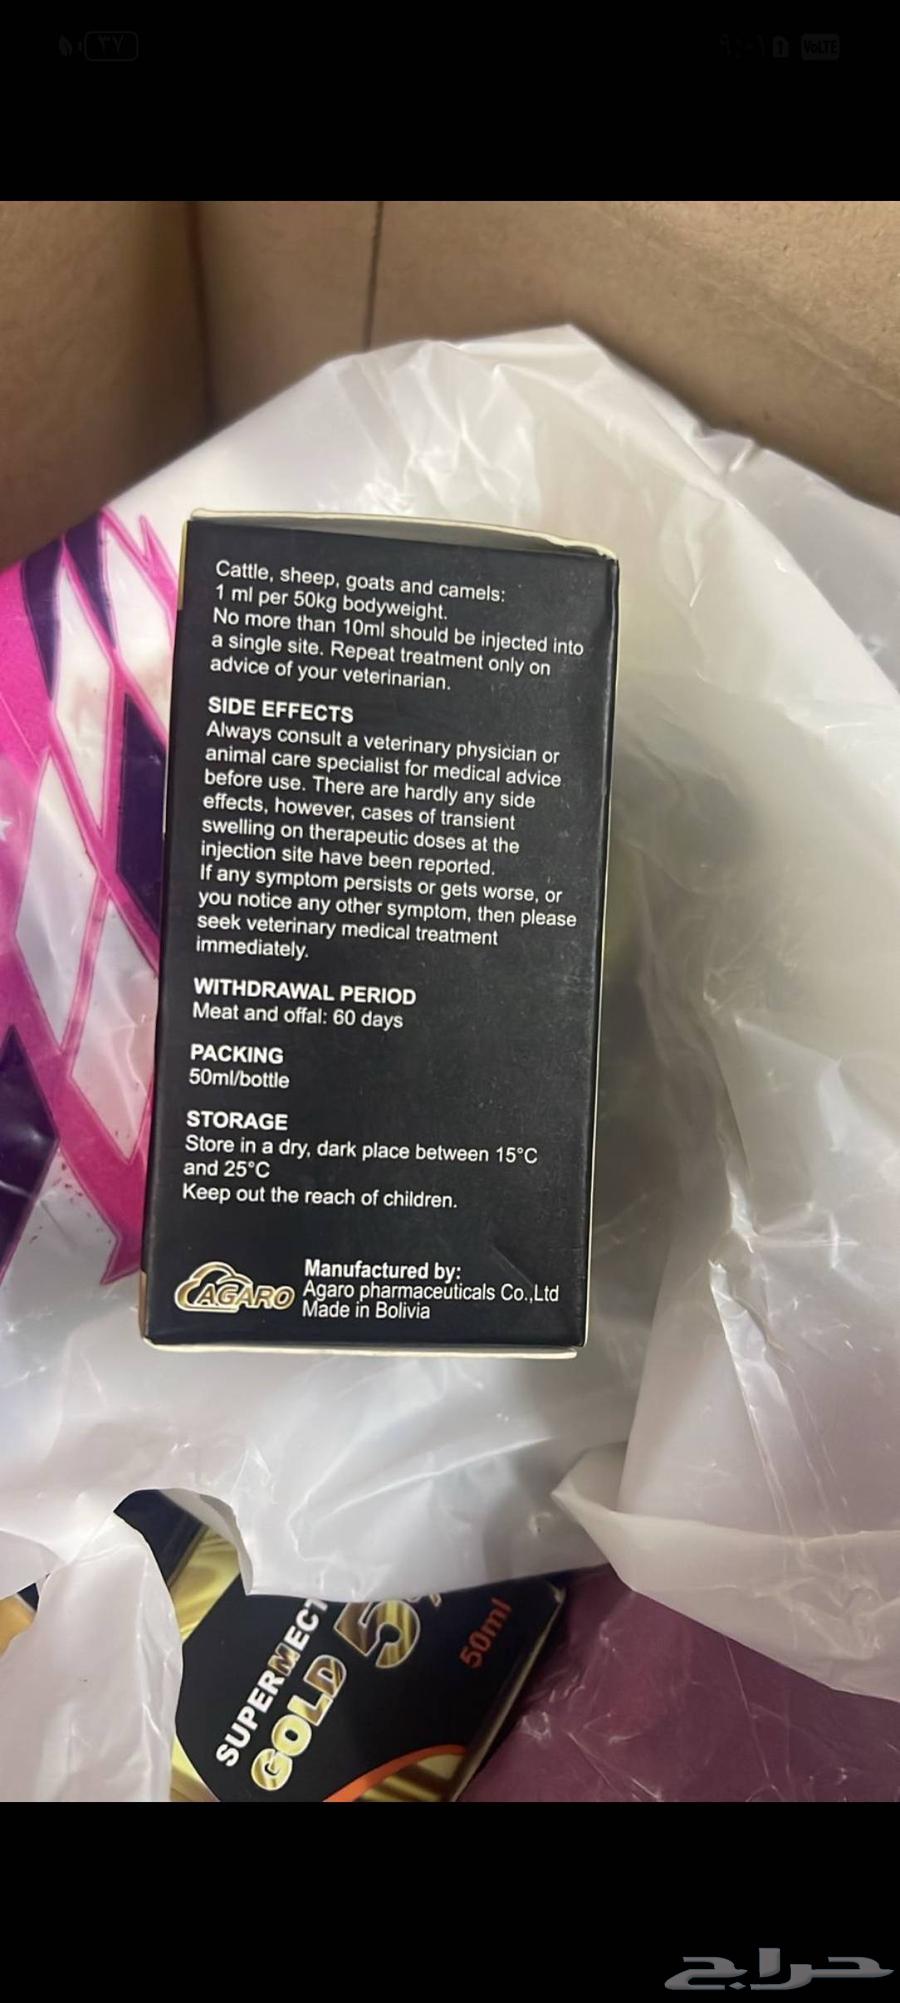 ٣٧
VoLTE
Cattle, sheep, goats and camels:
1 ml per 50kg bodyweight.
No more than 10ml should be injected into
a single site. Repeat treatment only on
advice of your veterinarian.
SIDE EFFECTS
Always consult a veterinary physician or
animal care specialist for medical advice
before use. There are hardly any side
effects, however, cases of transient
swelling on therapeutic doses at the
injection site have been reported.
If any symptom persists or gets worse, or
you notice any other symptom, then please
seek veterinary medical treatment
immediately.
WITHDRAWAL PERIOD
Meat and offal: 60 days
PACKING
50ml/bottle
STORAGE
Store in a dry, dark place between 15°C
and 25°C
Keep out the reach of children.
AGARO
Manufactured by:
Agaro pharmaceuticals Co.,Ltd
Made in Bolivia
SUPERMECT
GOLD 5%
50ml
حراج